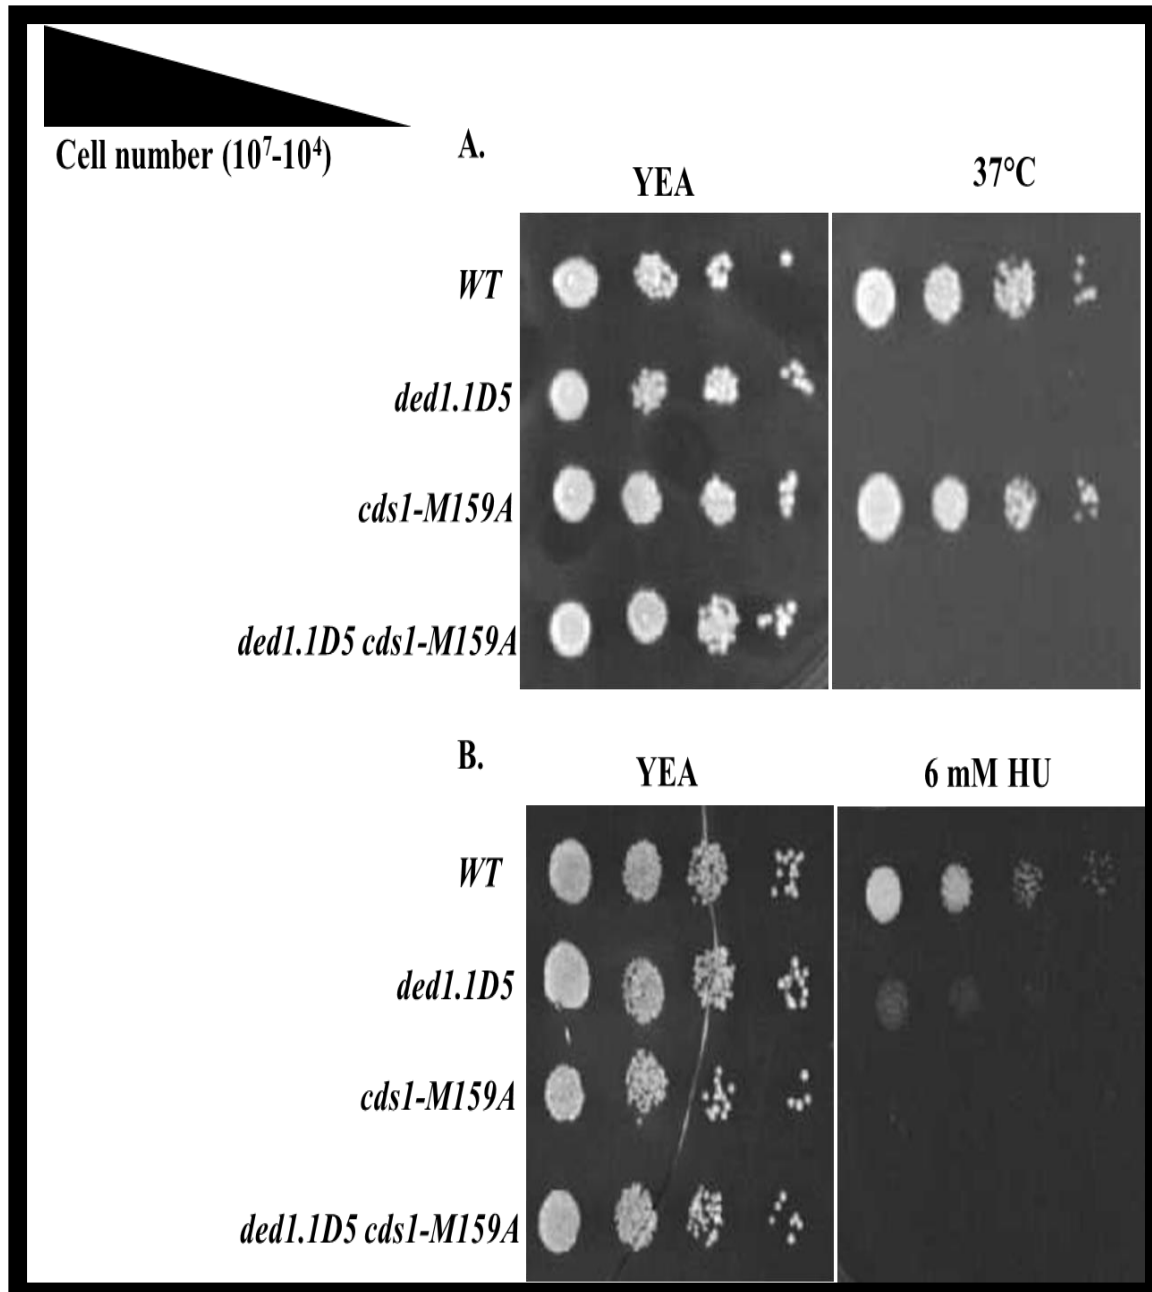 Cell number (10⁷-10⁴)
A.
YEA 37°C
WT
ded1.1D5
cds1-M159A
ded1.1D5 cds1-M159A
B.
YEA 6 mM HU
WT
ded1.1D5
cds1-M159A
ded1.1D5 cds1-M159A